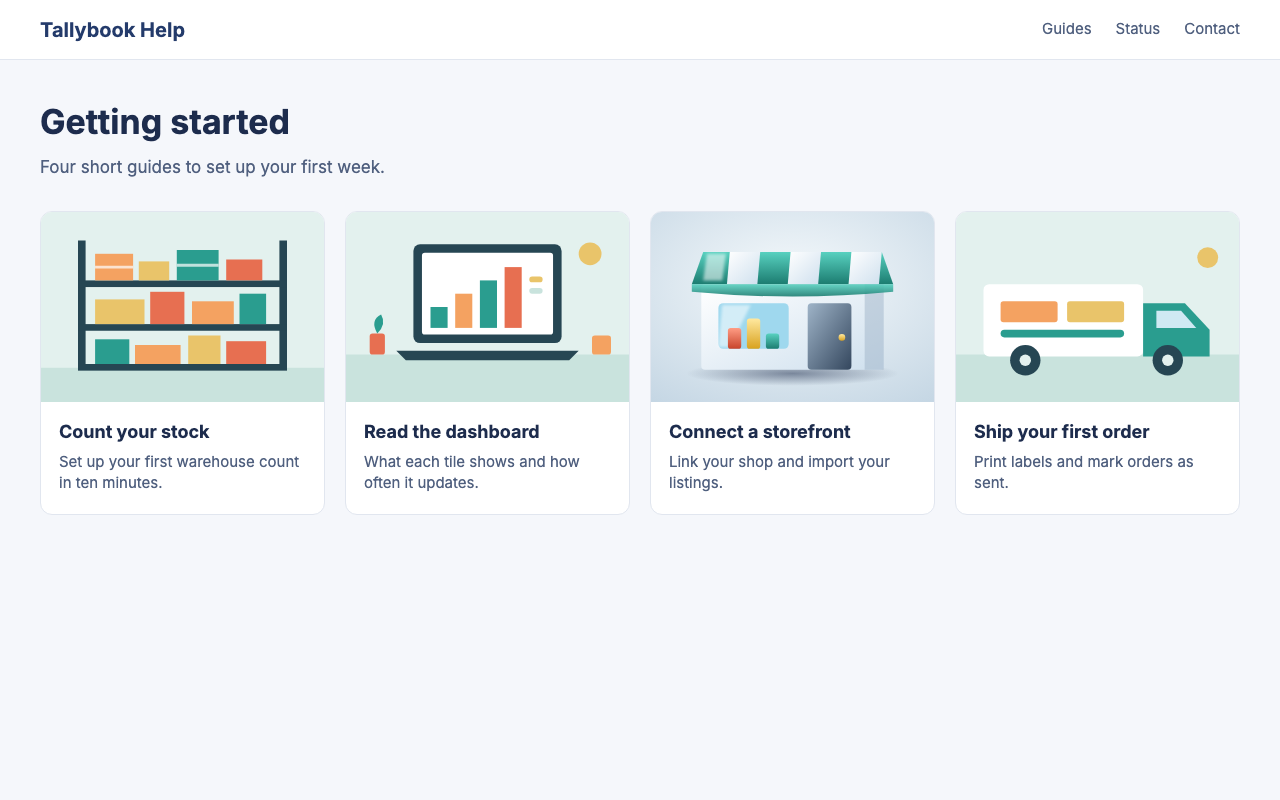 Tallybook Help
Guides
Status
Contact
Getting started
Four short guides to set up your first week.
Count your stock
Set up your first warehouse count
in ten minutes.
Read the dashboard
What each tile shows and how
often it updates.
Connect a storefront
Link your shop and import your
listings.
Ship your first order
Print labels and mark orders as
sent.